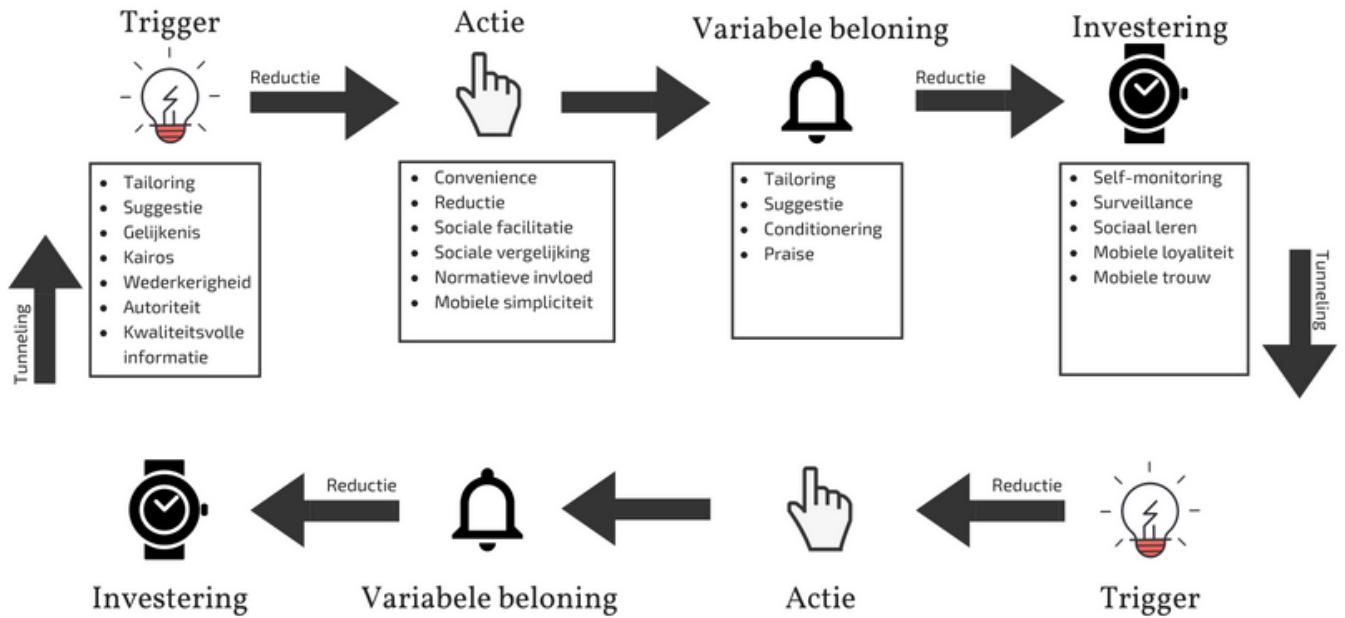 Trigger
Actie
Variabele beloning
Investering
Reductie
Reductie
• Tailoring
• Suggestie
• Gelijkenis
• Kairos
• Wederkerigheid
• Autoriteit
• Kwaliteitsvolle
informatie
• Convenience
• Reductie
• Sociale facilitatie
• Sociale vergelijking
• Normatieve invloed
• Mobiele simpliciteit
• Tailoring
• Suggestie
• Conditionering
• Praise
• Self-monitoring
• Surveillance
• Sociaal leren
• Mobiele loyaliteit
• Mobiele trouw
Tunneling
Tunneling
Reductie
Reductie
Investering
Variabele beloning
Actie
Trigger